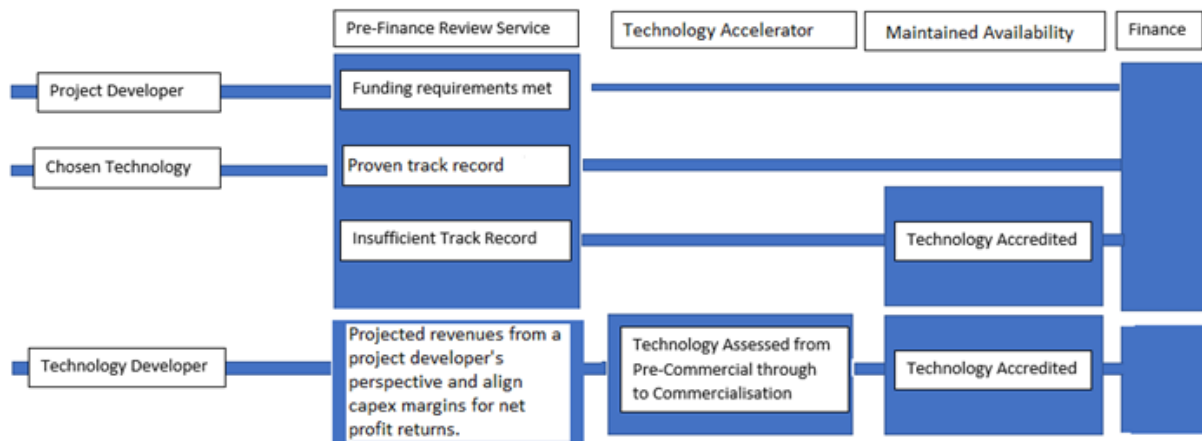 Pre-Finance Review Service
Technology Accelerator
Maintained Availability
Finance
Project Developer
Funding requirements met
Chosen Technology
Proven track record
Insufficient Track Record
Technology Accredited
Technology Developer
Projected revenues from a
project developer's
perspective and align
capex margins for net
profit returns.
Technology Assessed from
Pre-Commercial through
to Commercialisation
Technology Accredited